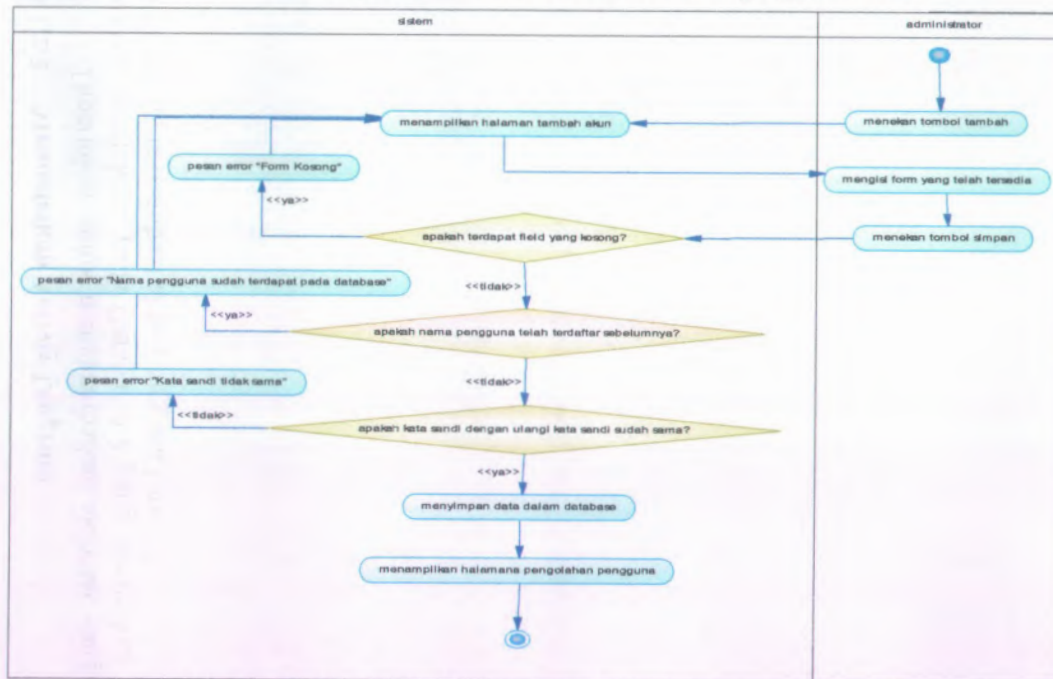 sistem
administrator
menampilkan halaman tambah akun
menekan tombol tambah
pesan error "Form Kosong"
mengisi form yang telah tersedia
<<ya>>
apakah terdapat field yang kosong?
menekan tombol simpan
pesan error "Nama pengguna sudah terdapat pada database"
<<tidak>>
<<ya>>
apakah nama pengguna telah terdaftar sebelumnya?
pesan error "Kata sandi tidak sama"
<<tidak>>
<<tidak>>
apakah kata sandi dengan ulangi kata sandi sudah sama?
<<ya>>
menyimpan data dalam database
menampilkan halamana pengolahan pengguna